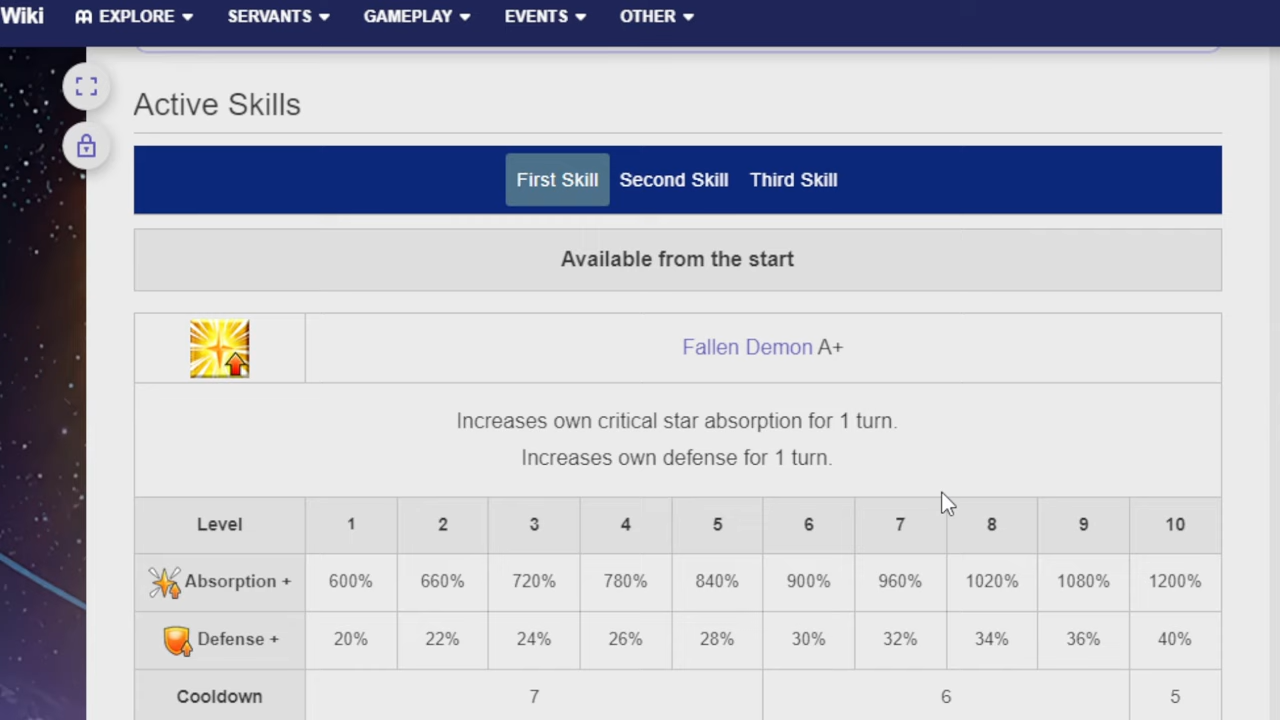 Wiki EXPLORE SERVANTS GAMEPLAY EVENTS OTHER
Active Skills
First Skill Second Skill Third Skill
Available from the start
Fallen Demon A+
Increases own critical star absorption for 1 turn.
Increases own defense for 1 turn.
Level 1 2 3 4 5 6 7 8 9 10
Absorption + 600% 660% 720% 780% 840% 900% 960% 1020% 1080% 1200%
Defense + 20% 22% 24% 26% 28% 30% 32% 34% 36% 40%
Cooldown 7 6 5